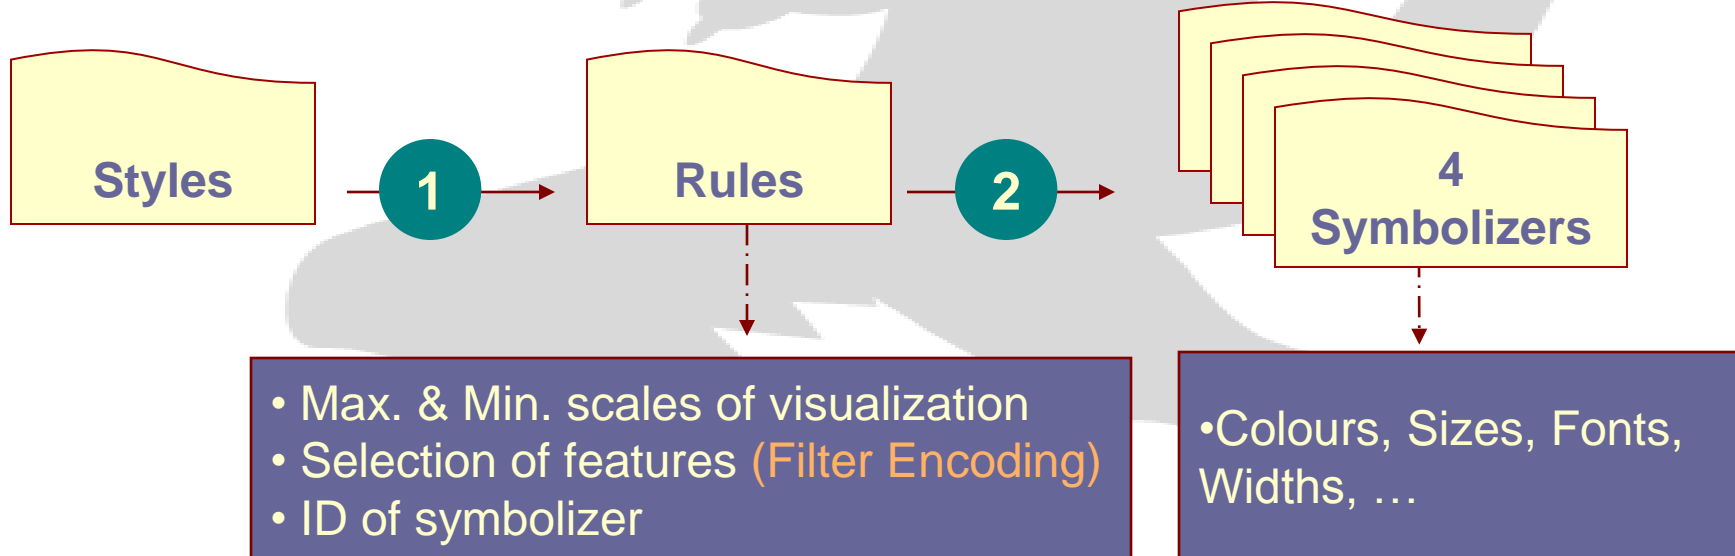 Styles
1
Rules
2
4
Symbolizers
• Max. & Min. scales of visualization
• Selection of features (Filter Encoding)
• ID of symbolizer
•Colours, Sizes, Fonts,
Widths, …